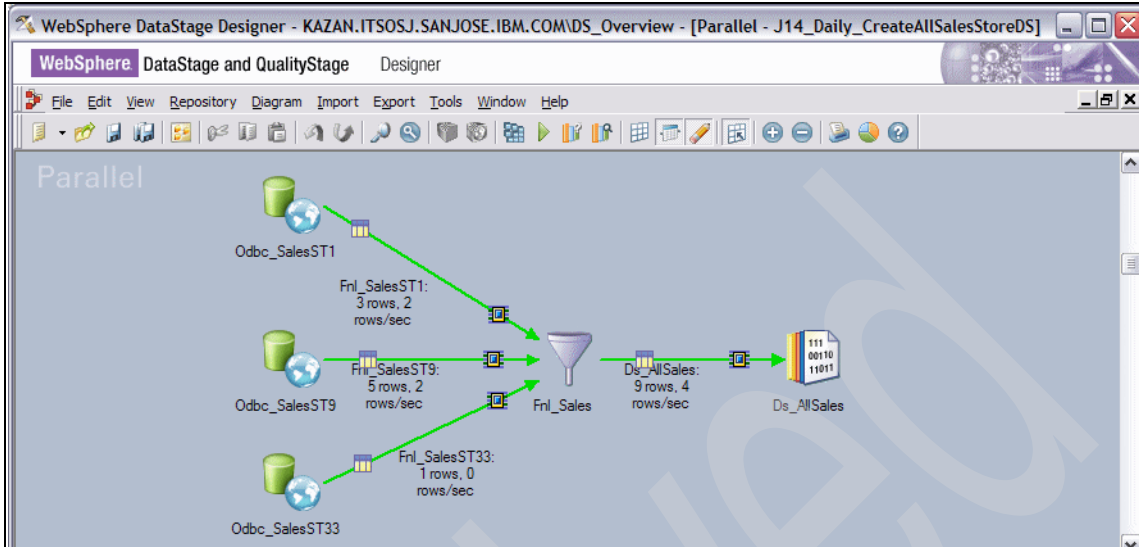 WebSphere DataStage Designer - KAZAN.ITSOSJ.SANJOSE.IBM.COM\DS_Overview - [Parallel - J14_Daily_CreateAllSalesStoreDS]
WebSphere. DataStage and QualityStage Designer
File Edit View Repository Diagram Import Export Tools Window Help
Parallel
Odbc_SalesST1
Fnl_SalesST1:
3 rows, 2
rows/sec
Odbc_SalesST9
Fnl_SalesST9:
5 rows, 2
rows/sec
Fnl_Sales
Ds_AllSales:
9 rows, 4
rows/sec
111
00110
11011
Ds_AllSales
Fnl_SalesST33:
1 rows, 0
rows/sec
Odbc_SalesST33